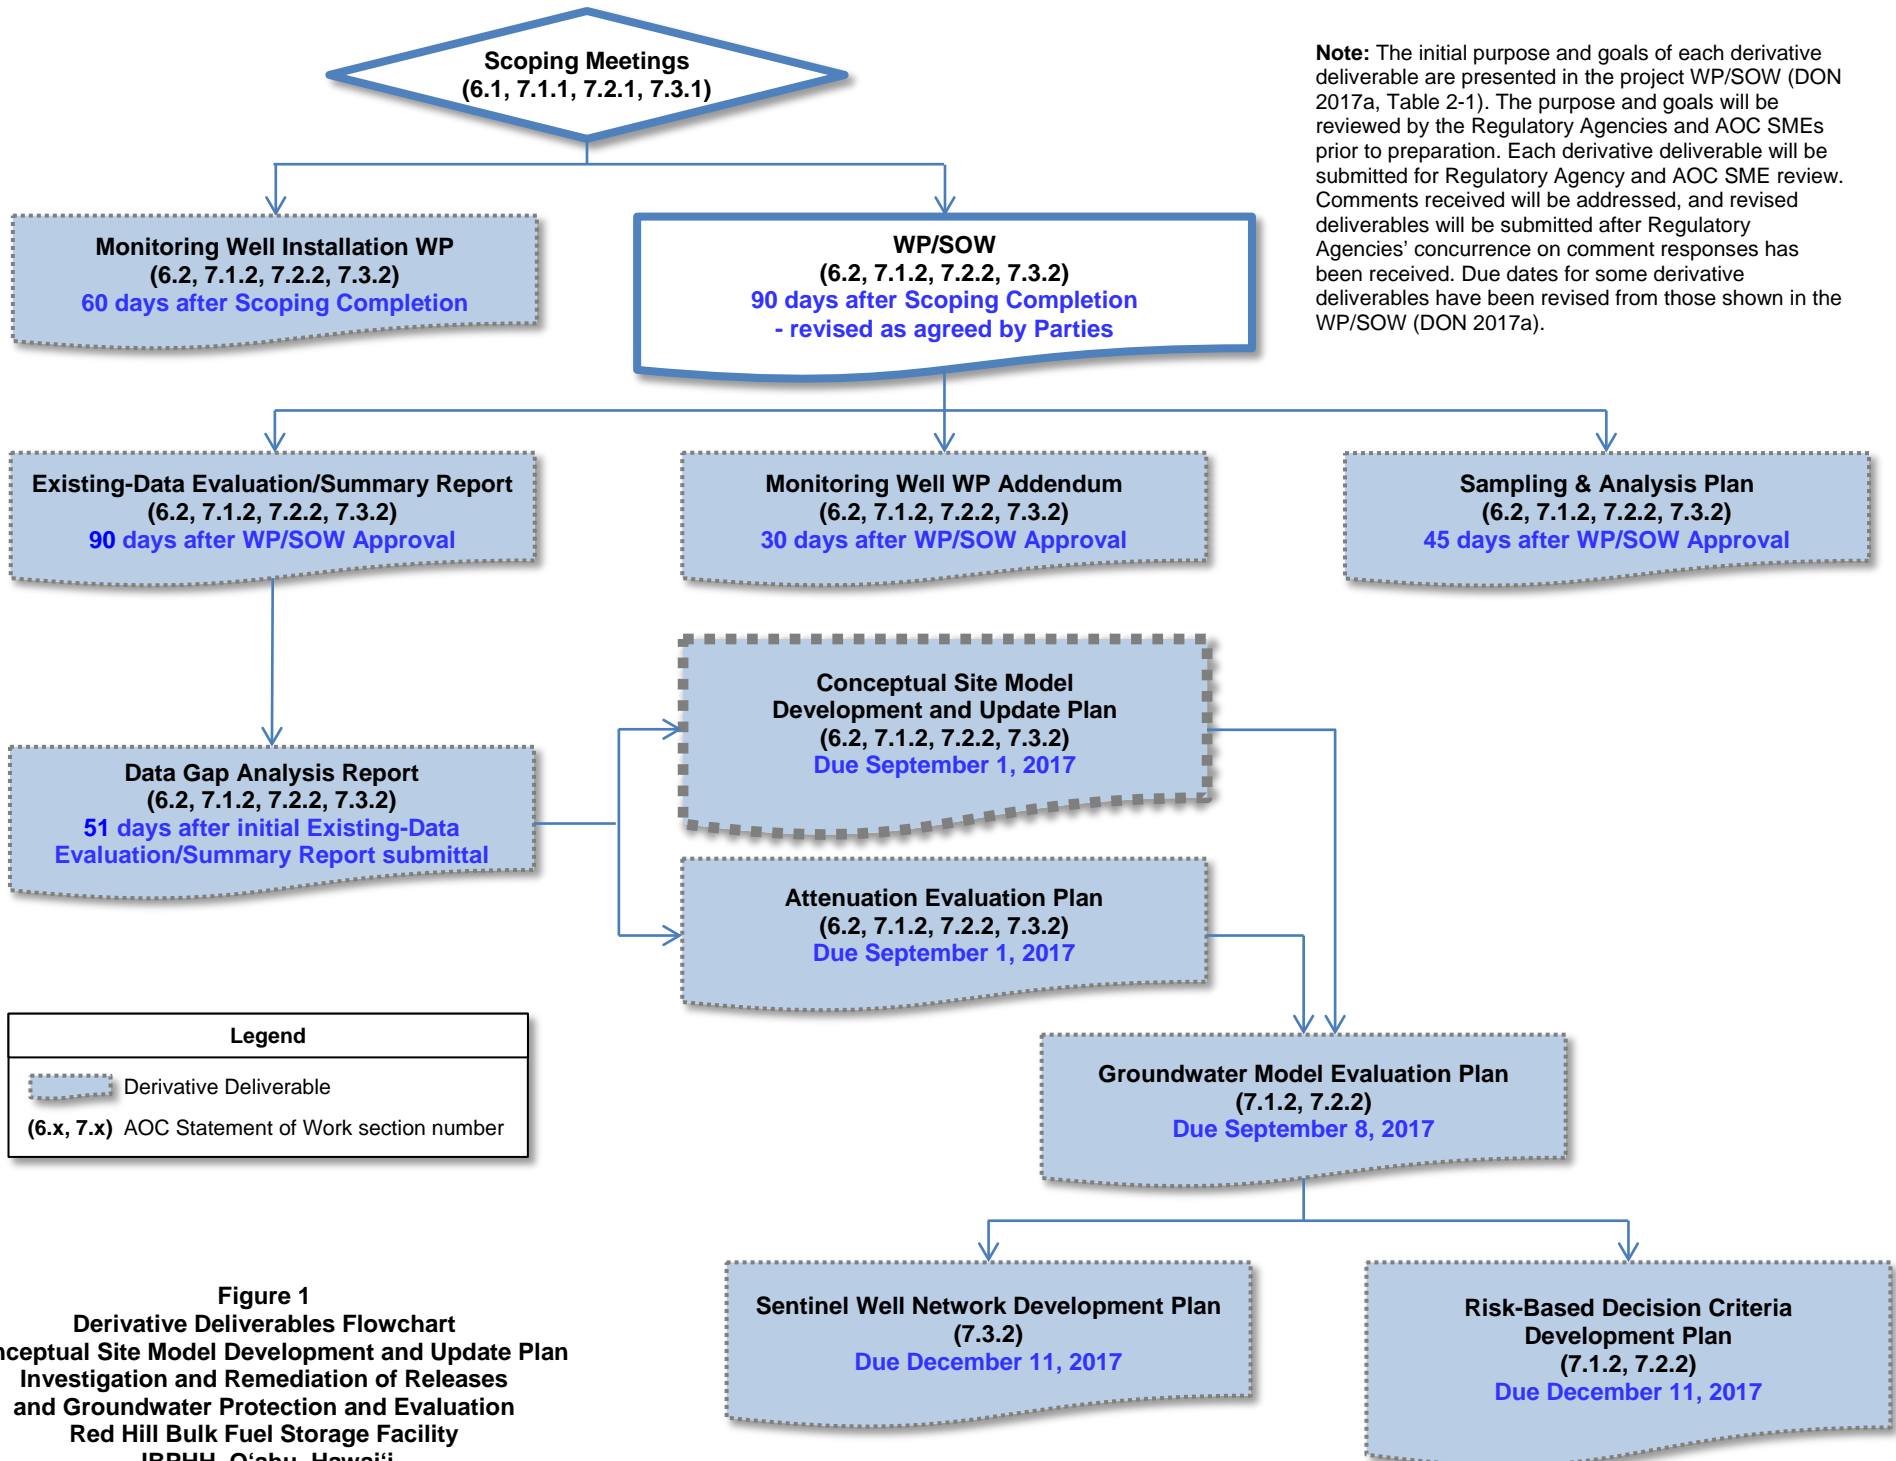 Scoping Meetings
(6.1, 7.1.1, 7.2.1, 7.3.1)
Note: The initial purpose and goals of each derivative
deliverable are presented in the project WP/SOW (DON
2017a, Table 2-1). The purpose and goals will be
reviewed by the Regulatory Agencies and AOC SMEs
prior to preparation. Each derivative deliverable will be
submitted for Regulatory Agency and AOC SME review.
Comments received will be addressed, and revised
deliverables will be submitted after Regulatory
Agencies’ concurrence on comment responses has
been received. Due dates for some derivative
deliverables have been revised from those shown in the
WP/SOW (DON 2017a).
Monitoring Well Installation WP
(6.2, 7.1.2, 7.2.2, 7.3.2)
60 days after Scoping Completion
WP/SOW
(6.2, 7.1.2, 7.2.2, 7.3.2)
90 days after Scoping Completion
- revised as agreed by Parties
Existing-Data Evaluation/Summary Report
(6.2, 7.1.2, 7.2.2, 7.3.2)
90 days after WP/SOW Approval
Monitoring Well WP Addendum
(6.2, 7.1.2, 7.2.2, 7.3.2)
30 days after WP/SOW Approval
Sampling & Analysis Plan
(6.2, 7.1.2, 7.2.2, 7.3.2)
45 days after WP/SOW Approval
Conceptual Site Model
Development and Update Plan
(6.2, 7.1.2, 7.2.2, 7.3.2)
Due September 1, 2017
Data Gap Analysis Report
(6.2, 7.1.2, 7.2.2, 7.3.2)
51 days after initial Existing-Data
Evaluation/Summary Report submittal
Attenuation Evaluation Plan
(6.2, 7.1.2, 7.2.2, 7.3.2)
Due September 1, 2017
Legend
Derivative Deliverable
(6.x, 7.x) AOC Statement of Work section number
Groundwater Model Evaluation Plan
(7.1.2, 7.2.2)
Due September 8, 2017
Sentinel Well Network Development Plan
(7.3.2)
Due December 11, 2017
Risk-Based Decision Criteria
Development Plan
(7.1.2, 7.2.2)
Due December 11, 2017
Figure 1
Derivative Deliverables Flowchart
nceptual Site Model Development and Update Plan
Investigation and Remediation of Releases
and Groundwater Protection and Evaluation
Red Hill Bulk Fuel Storage Facility
JBPHH, O‘ahu, Hawai‘i